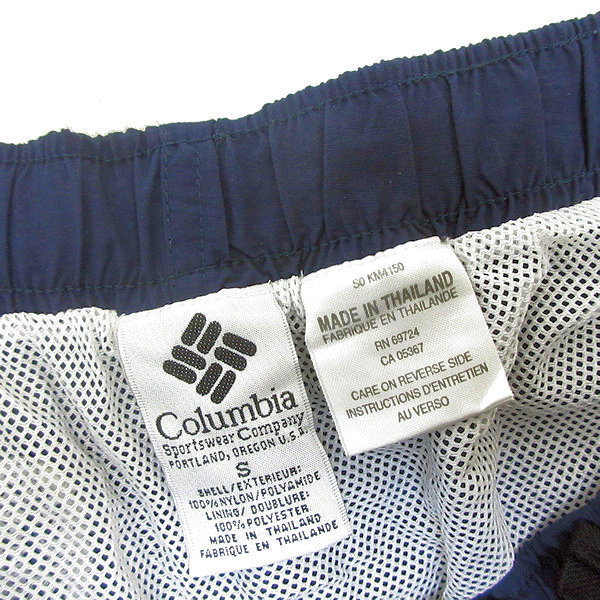 Columbia
Sportswear Company
PORTLAND, OREGON U.S.A.
S
SHELL/EXTERIEUR:
100%NYLON/POLYAMIDE
LINING/DOUBLURE:
100%POLYESTER
MADE IN THAILAND
FABRIQUE EN THAILANDE
SO KM4150
MADE IN THAILAND
FABRIQUE EN THAILANDE
RN 69724
CA 05367
CARE ON REVERSE SIDE
INSTRUCTIONS D'ENTRETIEN
AU VERSO